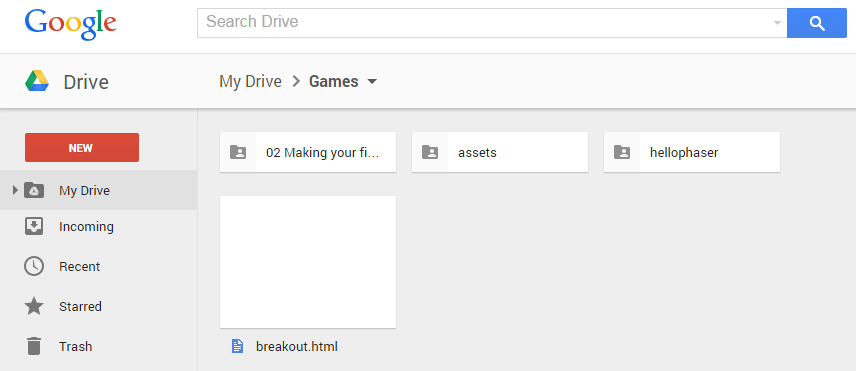 Google
Search Drive
Drive
My Drive > Games
NEW
02 Making your fi...
assets
hellophaser
My Drive
Incoming
Recent
Starred
Trash
breakout.html